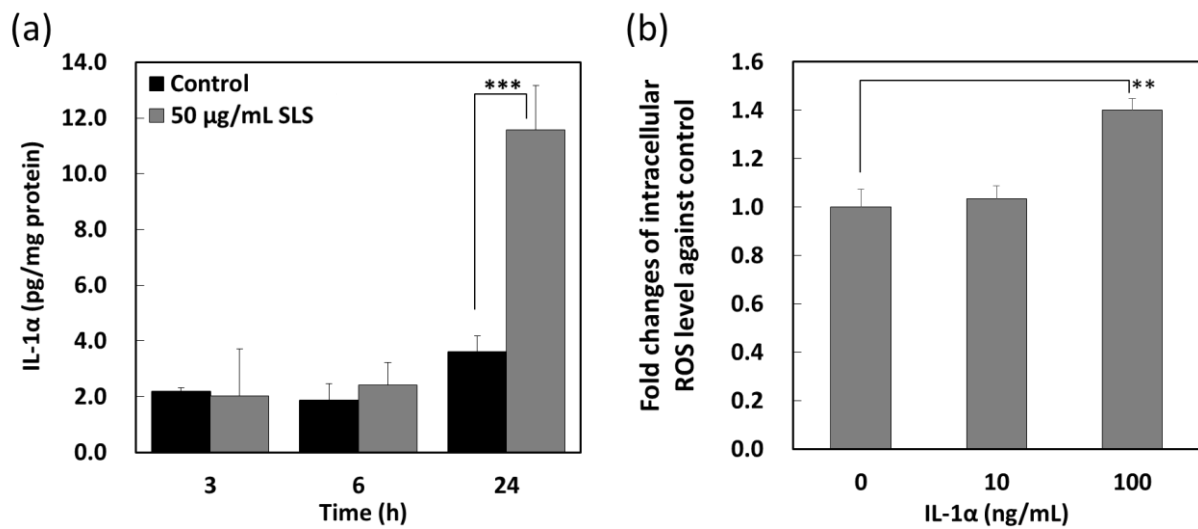 (a)
IL-1α (pg/mg protein)
14.0
12.0
10.0
8.0
6.0
4.0
2.0
0.0
Control
50 µg/mL SLS
***
3
6
24
Time (h)
(b)
Fold changes of intracellular
ROS level against control
1.6
1.4
1.2
1.0
0.8
0.6
0.4
0.2
0.0
**
0
10
100
IL-1α (ng/mL)